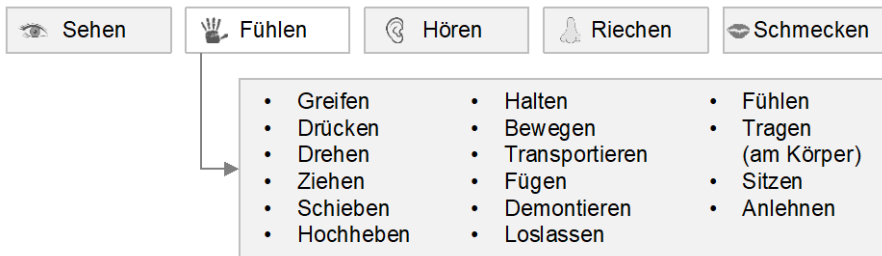 Sehen
Fühlen
Hören
Riechen
Schmecken
• Greifen
• Drücken
• Drehen
• Ziehen
• Schieben
• Hochheben
• Halten
• Bewegen
• Transportieren
• Fügen
• Demontieren
• Loslassen
• Fühlen
• Tragen
(am Körper)
• Sitzen
• Anlehnen